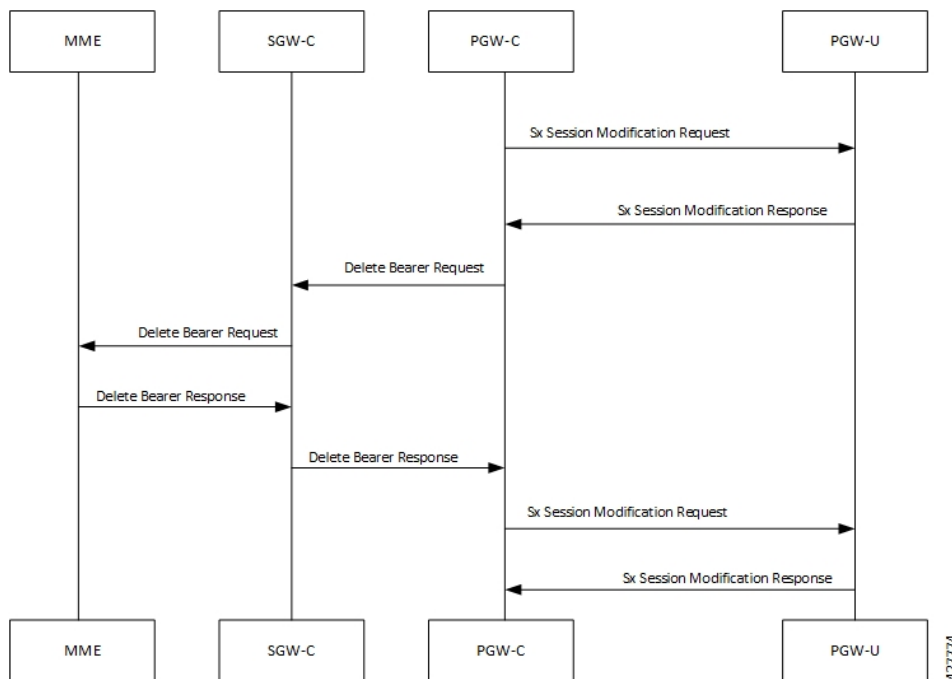 MME
SGW-C
PGW-C
PGW-U
Sx Session Modification Request
Sx Session Modification Response
Delete Bearer Request
Delete Bearer Request
Delete Bearer Response
Delete Bearer Response
Sx Session Modification Request
Sx Session Modification Response
MME
SGW-C
PGW-C
PGW-U